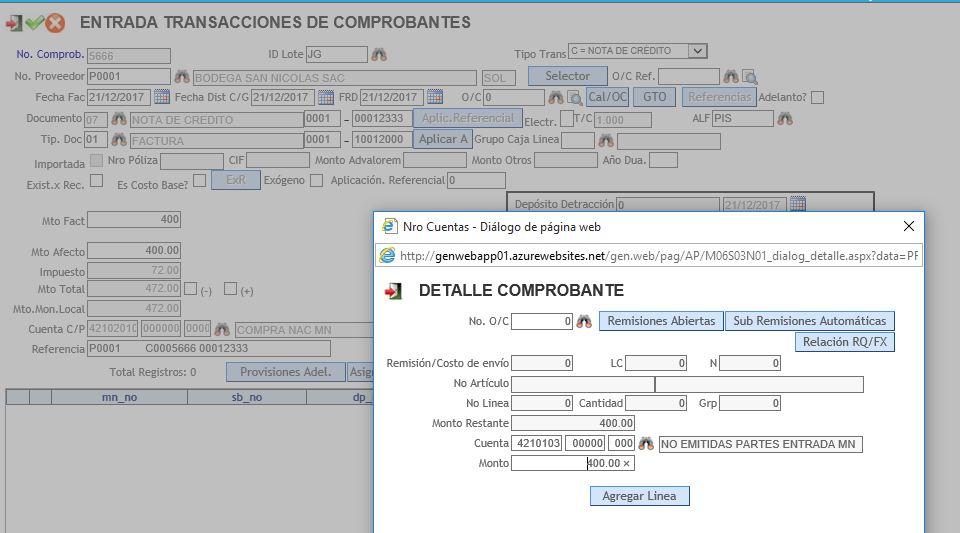 ENTRADA TRANSACCIONES DE COMPROBANTES
No. Comprob. 5666 ID Lote JG Tipo Trans C = NOTA DE CRÉDITO
No. Proveedor P0001 BODEGA SAN NICOLAS SAC SOL Selector O/C Ref.
Fecha Fac 21/12/2017 Fecha Dist C/G 21/12/2017 FRD 21/12/2017 O/C 0 Cal/OC GTO Referencias Adelanto?
Documento 07 NOTA DE CREDITO 0001 - 00012333 Aplic.Referencial Electr. T/C 1.000 ALF PIS
Tip. Doc 01 FACTURA 0001 - 10012000 Aplicar A Grupo Caja Linea
Importada Nro Póliza CIF Monto Advalorem Monto Otros Año Dua.
Exist.x Rec. Es Costo Base? ExR Exógeno Aplicación. Referencial 0
Depósito Detracción 0 21/12/2017
Mto Fact 400
Mto Afecto 400.00
Impuesto 72.00
Mto Total 472.00 (-) (+)
Mto.Mon.Local 472.00
Cuenta C/P 42102010 000000 0000 COMPRA NAC MN
Referencia P0001 C0005666 00012333
Total Registros: 0 Provisiones Adel. Asig
mn_no sb_no dp_
Nro Cuentas - Diálogo de página web
http://genwebapp01.azurewebsites.net/gen.web/pag/AP/M06S03N01_dialog_detalle.aspx?data=PF
DETALLE COMPROBANTE
No. O/C 0 Remisiones Abiertas Sub Remisiones Automáticas
Relación RQ/FX
Remisión/Costo de envío 0 LC 0 N 0
No Artículo
No Linea 0 Cantidad 0 Grp 0
Monto Restante 400.00
Cuenta 4210103 00000 000 NO EMITIDAS PARTES ENTRADA MN
Monto 400.00 ×
Agregar Linea